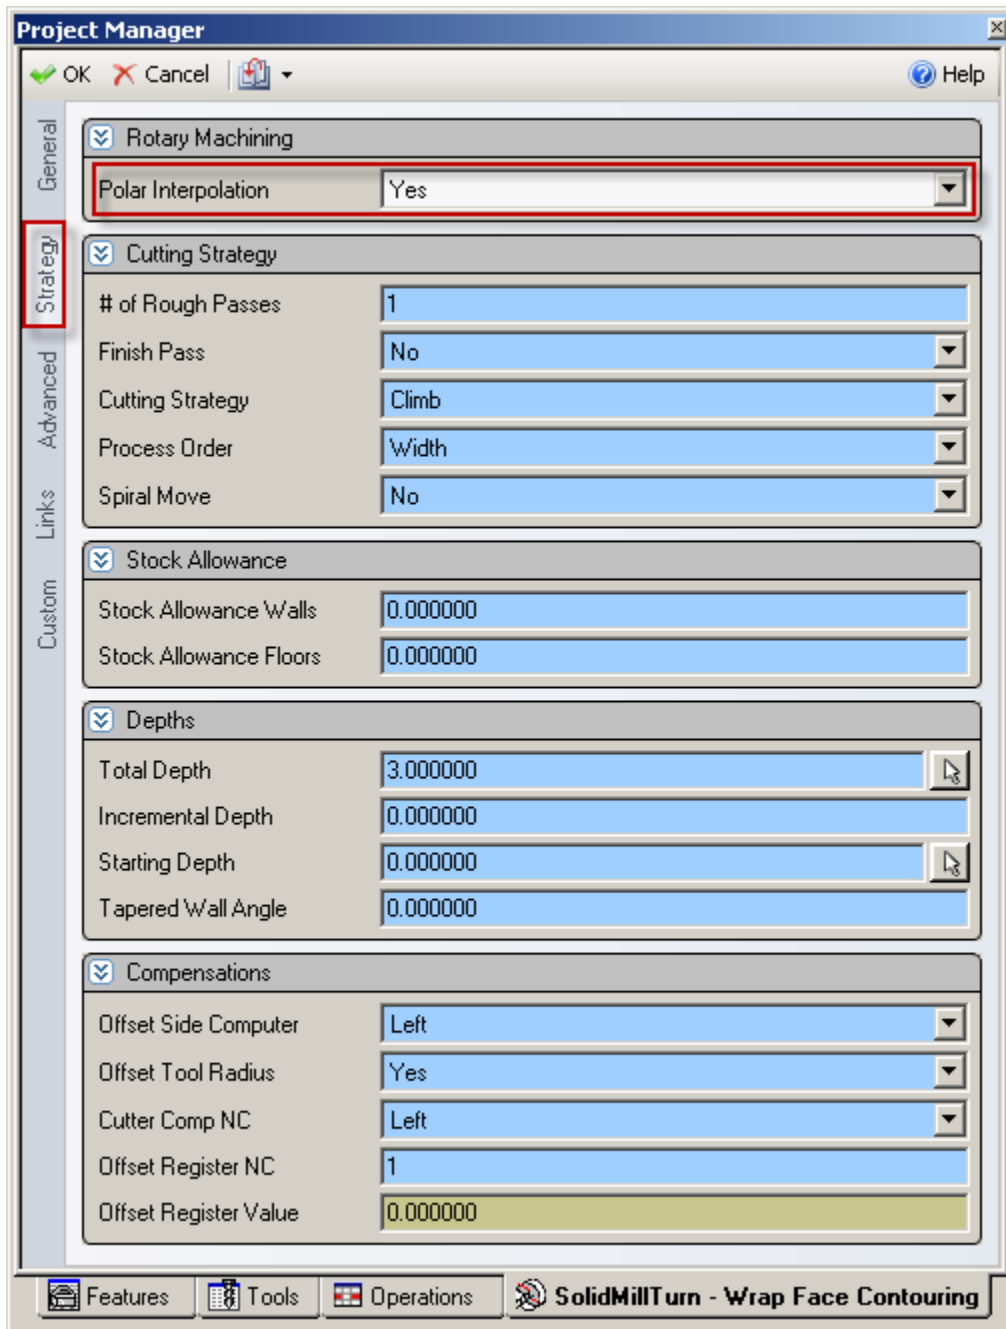 Project Manager
OK Cancel Help
General
Strategy
Advanced
Links
Custom
Rotary Machining
Polar Interpolation Yes
Cutting Strategy
# of Rough Passes 1
Finish Pass No
Cutting Strategy Climb
Process Order Width
Spiral Move No
Stock Allowance
Stock Allowance Walls 0.000000
Stock Allowance Floors 0.000000
Depths
Total Depth 3.000000
Incremental Depth 0.000000
Starting Depth 0.000000
Tapered Wall Angle 0.000000
Compensations
Offset Side Computer Left
Offset Tool Radius Yes
Cutter Comp NC Left
Offset Register NC 1
Offset Register Value 0.000000
Features Tools Operations SolidMillTurn - Wrap Face Contouring